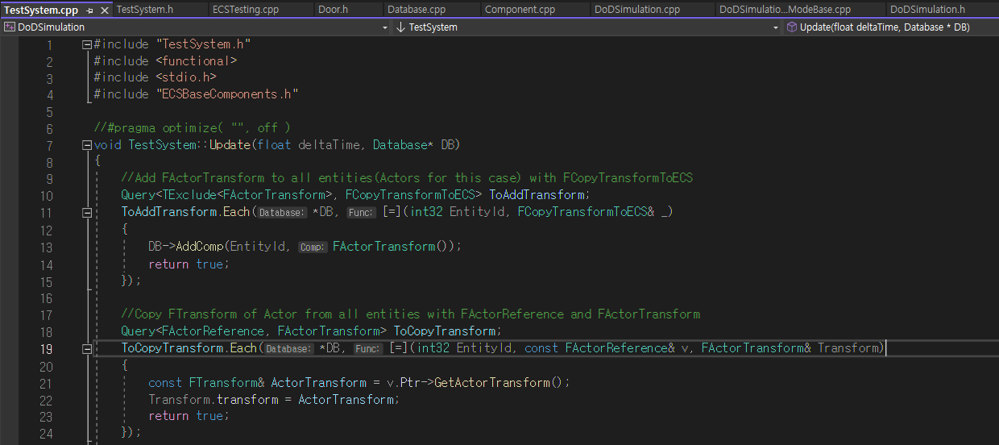 TestSystem.cpp TestSystem.h ECSTesting.cpp Door.h Database.cpp Component.cpp DoDSimulation.cpp DoDSimulatio...ModeBase.cpp DoDSimulation.h
DoDSimulation TestSystem Update(float deltaTime, Database * DB)
1 #include "TestSystem.h"
2 #include <functional>
3 #include <stdio.h>
4 #include "ECSBaseComponents.h"
5
6 //#pragma optimize( "", off )
7 void TestSystem::Update(float deltaTime, Database* DB)
8 {
9 //Add FActorTransform to all entities(Actors for this case) with FCopyTransformToECS
10 Query<TExclude<FActorTransform>, FCopyTransformToECS> ToAddTransform;
11 ToAddTransform.Each(Database: *DB, Func: [=](int32 EntityId, FCopyTransformToECS& _)
12 {
13 DB->AddComp(EntityId, Comp: FActorTransform());
14 return true;
15 });
16
17 //Copy FTransform of Actor from all entities with FActorReference and FActorTransform
18 Query<FActorReference, FActorTransform> ToCopyTransform;
19 ToCopyTransform.Each(Database: *DB, Func: [=](int32 EntityId, const FActorReference& v, FActorTransform& Transform)
20 {
21 const FTransform& ActorTransform = v.Ptr->GetActorTransform();
22 Transform.transform = ActorTransform;
23 return true;
24 });